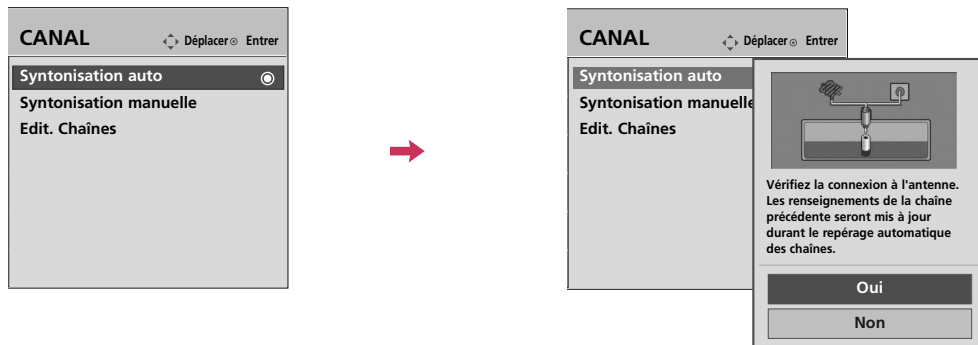 CANAL
Déplacer Entrer
Syntonisation auto
Syntonisation manuelle
Edit. Chaînes
CANAL
Déplacer Entrer
Syntonisation auto
Syntonisation manuelle
Edit. Chaînes
Vérifiez la connexion à l'antenne.
Les renseignements de la chaîne
précédente seront mis à jour
durant le repérage automatique
des chaînes.
Oui
Non